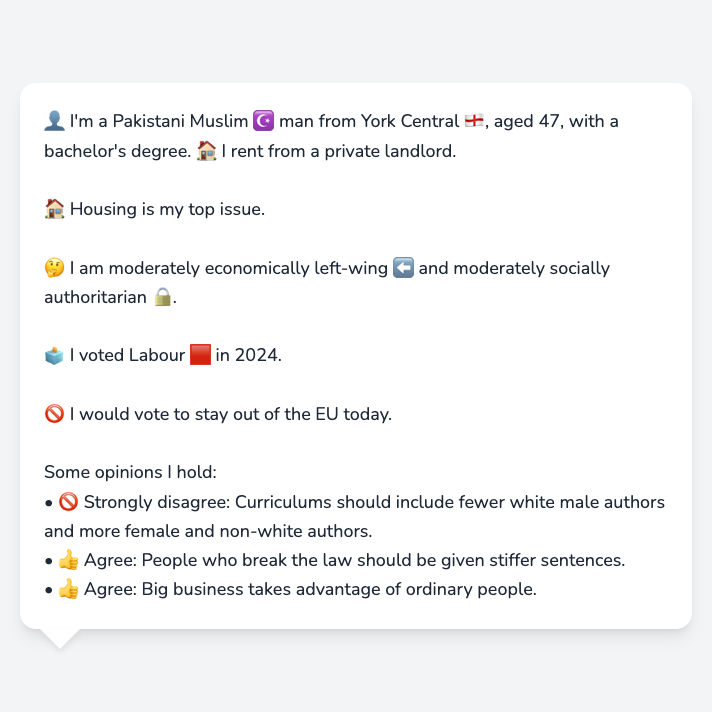 👤 I'm a Pakistani Muslim ☪️ man from York Central 🏴󠁧󠁢󠁥󠁮󠁧󠁿, aged 47, with a
bachelor's degree. 🏠 I rent from a private landlord.
🏠 Housing is my top issue.
🤔 I am moderately economically left-wing ⬅️ and moderately socially
authoritarian 🔒.
🗳️ I voted Labour 🟥 in 2024.
🚫 I would vote to stay out of the EU today.
Some opinions I hold:
• 🚫 Strongly disagree: Curriculums should include fewer white male authors
and more female and non-white authors.
• 👍 Agree: People who break the law should be given stiffer sentences.
• 👍 Agree: Big business takes advantage of ordinary people.